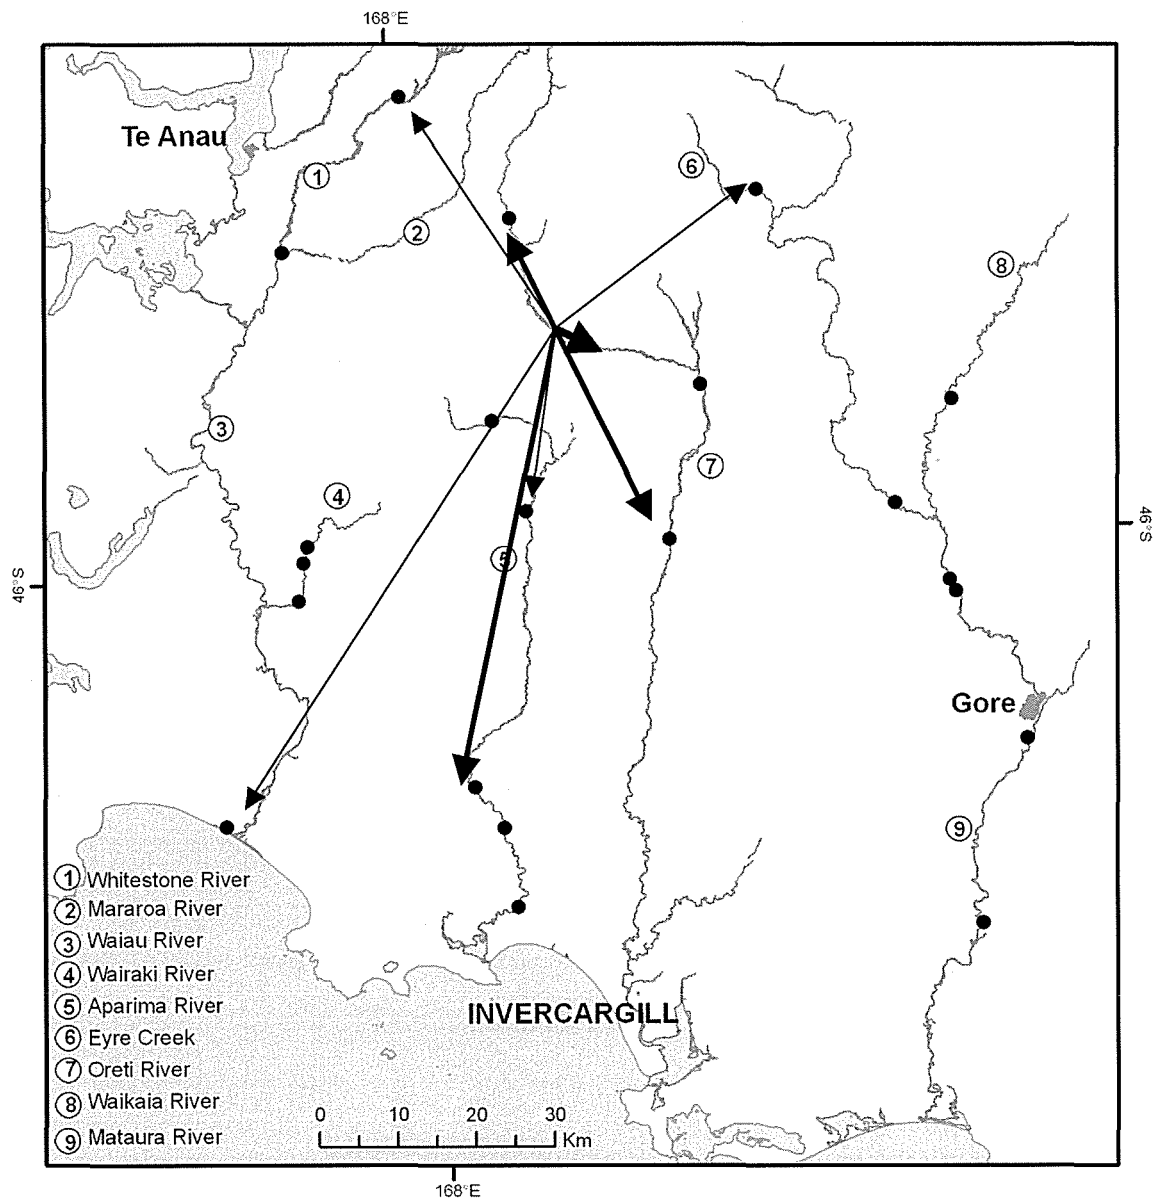 168°E
Te Anau
1
6
2
8
3
7
4
46°S
5
46°S
Gore
9
1 Whitestone River
2 Mararoa River
3 Waiau River
4 Wairaki River
5 Aparima River
6 Eyre Creek
7 Oreti River
8 Waikaia River
9 Mataura River
INVERCARGILL
0 10 20 30
Km
168°E